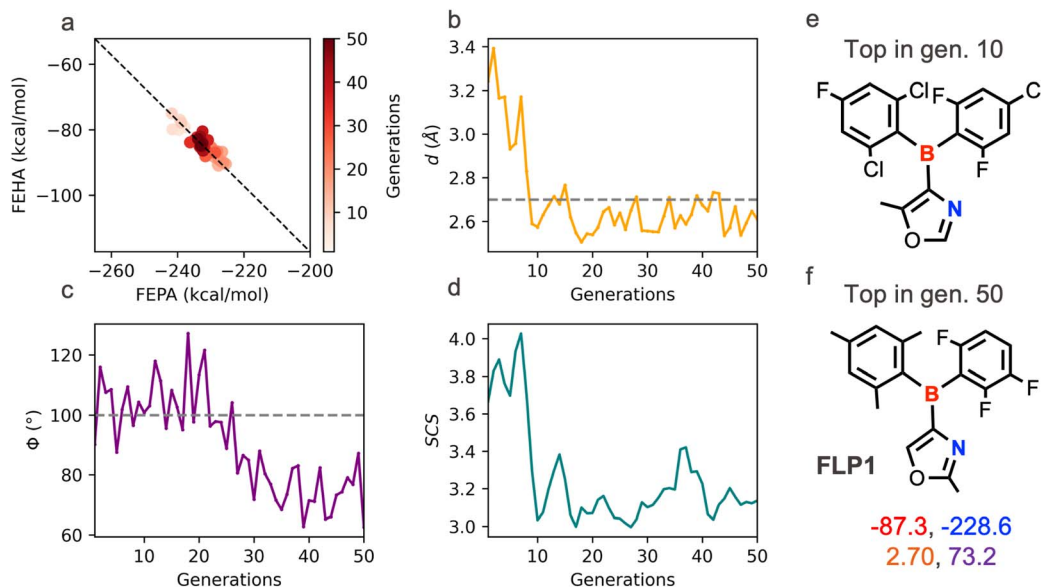 a
FEHA (kcal/mol)
−60
−80
−100
−260
−240
−220
−200
FEPA (kcal/mol)
50
40
30
20
10
Generations
b
d (Å)
3.4
3.2
3.0
2.8
2.6
10
20
30
40
50
Generations
c
Φ (°)
120
100
80
60
10
20
30
40
50
Generations
d
SCS
4.0
3.8
3.6
3.4
3.2
3.0
10
20
30
40
50
Generations
e
Top in gen. 10
F
Cl
F
C
B
Cl
F
N
O
f
Top in gen. 50
F
F
B
F
N
FLP1
O
-87.3, -228.6
2.70, 73.2